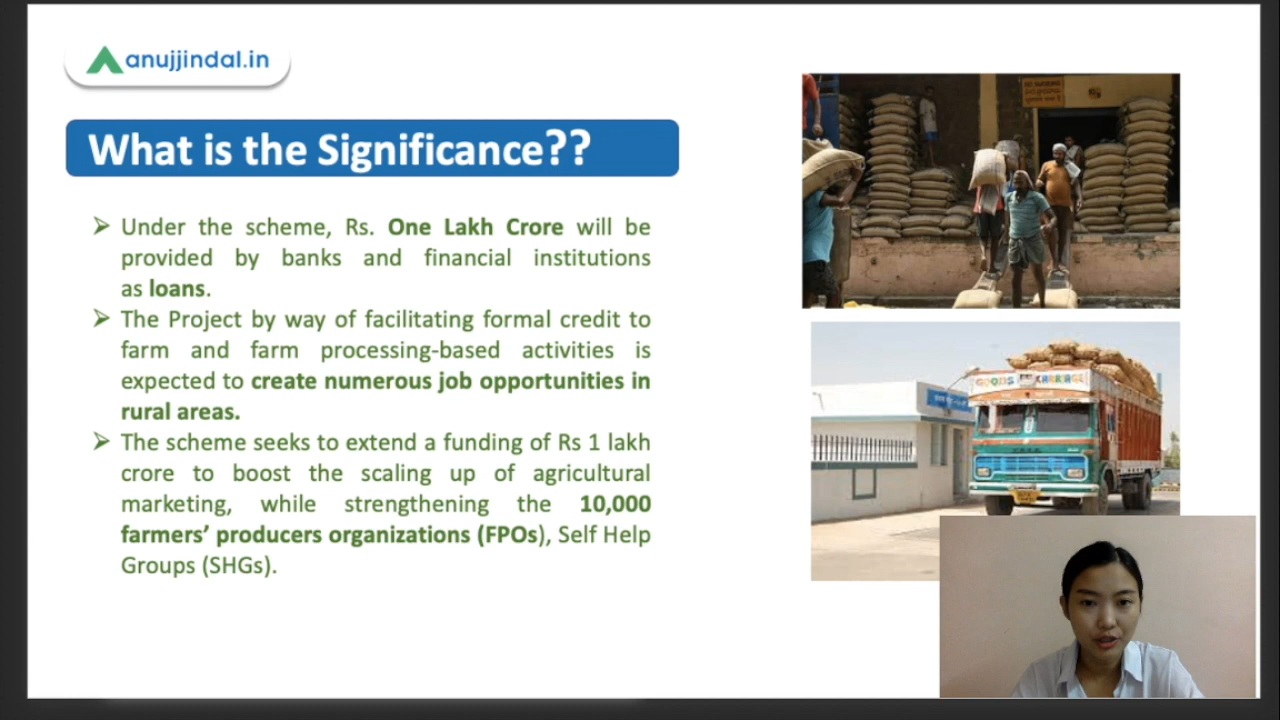 anujjindal.in
What is the Significance??
➢ Under the scheme, Rs. One Lakh Crore will be
provided by banks and financial institutions
as loans.
➢ The Project by way of facilitating formal credit to
farm and farm processing-based activities is
expected to create numerous job opportunities in
rural areas.
➢ The scheme seeks to extend a funding of Rs 1 lakh
crore to boost the scaling up of agricultural
marketing, while strengthening the 10,000
farmers’ producers organizations (FPOs), Self Help
Groups (SHGs).
GOODS CARRIAGE